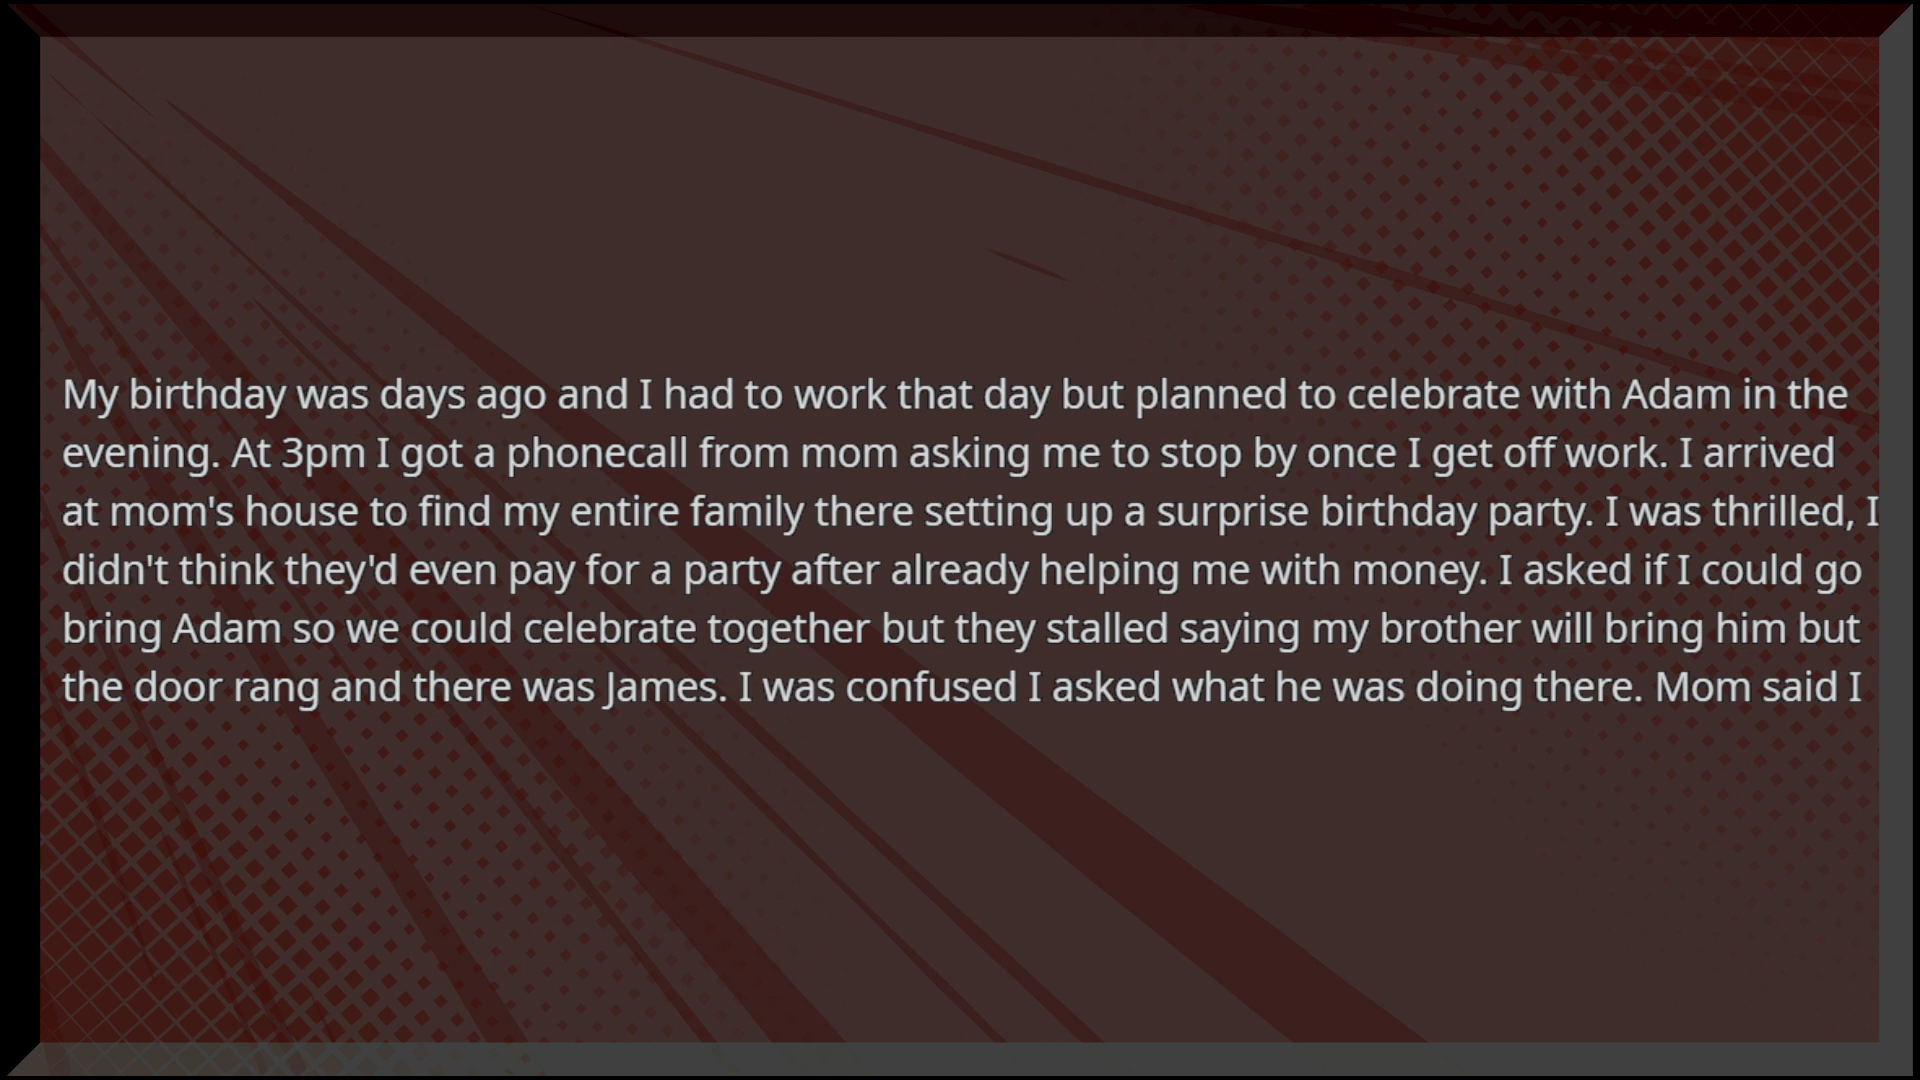 My birthday was days ago and I had to work that day but planned to celebrate with Adam in the
evening. At 3pm I got a phonecall from mom asking me to stop by once I get off work. I arrived
at mom's house to find my entire family there setting up a surprise birthday party. I was thrilled, I
didn't think they'd even pay for a party after already helping me with money. I asked if I could go
bring Adam so we could celebrate together but they stalled saying my brother will bring him but
the door rang and there was James. I was confused I asked what he was doing there. Mom said I